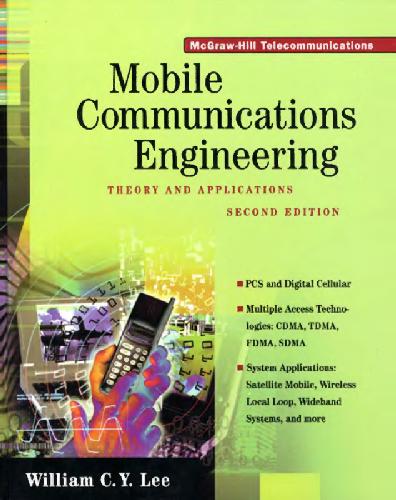 McGraw-Hill Telecommunications
Mobile
Communications
Engineering
THEORY AND APPLICATIONS
SECOND EDITION
■ PCS and Digital Cellular
■ Multiple Access Techno-
logies: CDMA, TDMA,
FDMA, SDMA
■ System Applications:
Satellite Mobile, Wireless
Local Loop, Wideband
Systems, and more
William C.Y. Lee